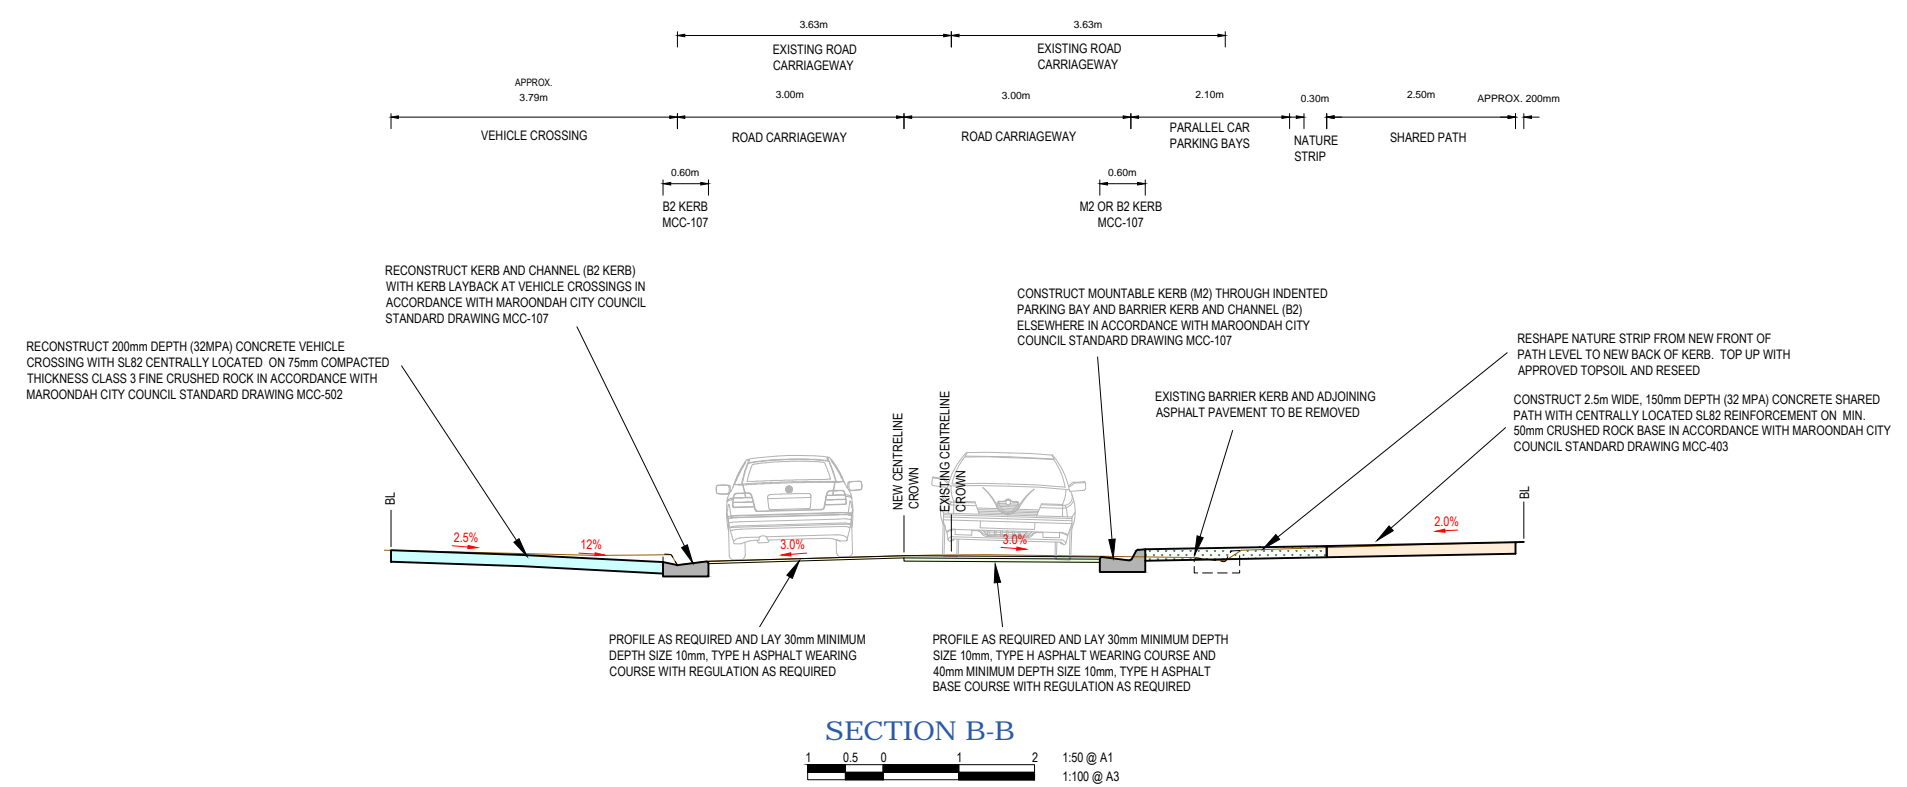 3.63m
3.63m
EXISTING ROAD
CARRIAGEWAY
EXISTING ROAD
CARRIAGEWAY
APPROX.
3.79m
3.00m
3.00m
2.10m
0.30m
2.50m
APPROX. 200mm
VEHICLE CROSSING
ROAD CARRIAGEWAY
ROAD CARRIAGEWAY
PARALLEL CAR
PARKING BAYS
NATURE
STRIP
SHARED PATH
0.60m
B2 KERB
MCC-107
0.60m
M2 OR B2 KERB
MCC-107
RECONSTRUCT KERB AND CHANNEL (B2 KERB)
WITH KERB LAYBACK AT VEHICLE CROSSINGS IN
ACCORDANCE WITH MAROONDAH CITY COUNCIL
STANDARD DRAWING MCC-107
CONSTRUCT MOUNTABLE KERB (M2) THROUGH INDENTED
PARKING BAY AND BARRIER KERB AND CHANNEL (B2)
ELSEWHERE IN ACCORDANCE WITH MAROONDAH CITY
COUNCIL STANDARD DRAWING MCC-107
RECONSTRUCT 200mm DEPTH (32MPA) CONCRETE VEHICLE
CROSSING WITH SL82 CENTRALLY LOCATED ON 75mm COMPACTED
THICKNESS CLASS 3 FINE CRUSHED ROCK IN ACCORDANCE WITH
MAROONDAH CITY COUNCIL STANDARD DRAWING MCC-502
RESHAPE NATURE STRIP FROM NEW FRONT OF
PATH LEVEL TO NEW BACK OF KERB. TOP UP WITH
APPROVED TOPSOIL AND RESEED
EXISTING BARRIER KERB AND ADJOINING
ASPHALT PAVEMENT TO BE REMOVED
CONSTRUCT 2.5m WIDE, 150mm DEPTH (32 MPA) CONCRETE SHARED
PATH WITH CENTRALLY LOCATED SL82 REINFORCEMENT ON MIN.
50mm CRUSHED ROCK BASE IN ACCORDANCE WITH MAROONDAH CITY
COUNCIL STANDARD DRAWING MCC-403
BL
NEW CENTRELINE
CROWN
EXISTING CENTRELINE
CROWN
BL
2.5%
12%
3.0%
3.0%
2.0%
PROFILE AS REQUIRED AND LAY 30mm MINIMUM
DEPTH SIZE 10mm, TYPE H ASPHALT WEARING
COURSE WITH REGULATION AS REQUIRED
PROFILE AS REQUIRED AND LAY 30mm MINIMUM DEPTH
SIZE 10mm, TYPE H ASPHALT WEARING COURSE AND
40mm MINIMUM DEPTH SIZE 10mm, TYPE H ASPHALT
BASE COURSE WITH REGULATION AS REQUIRED
SECTION B-B
1 0.5 0 1 2
1:50 @ A1
1:100 @ A3